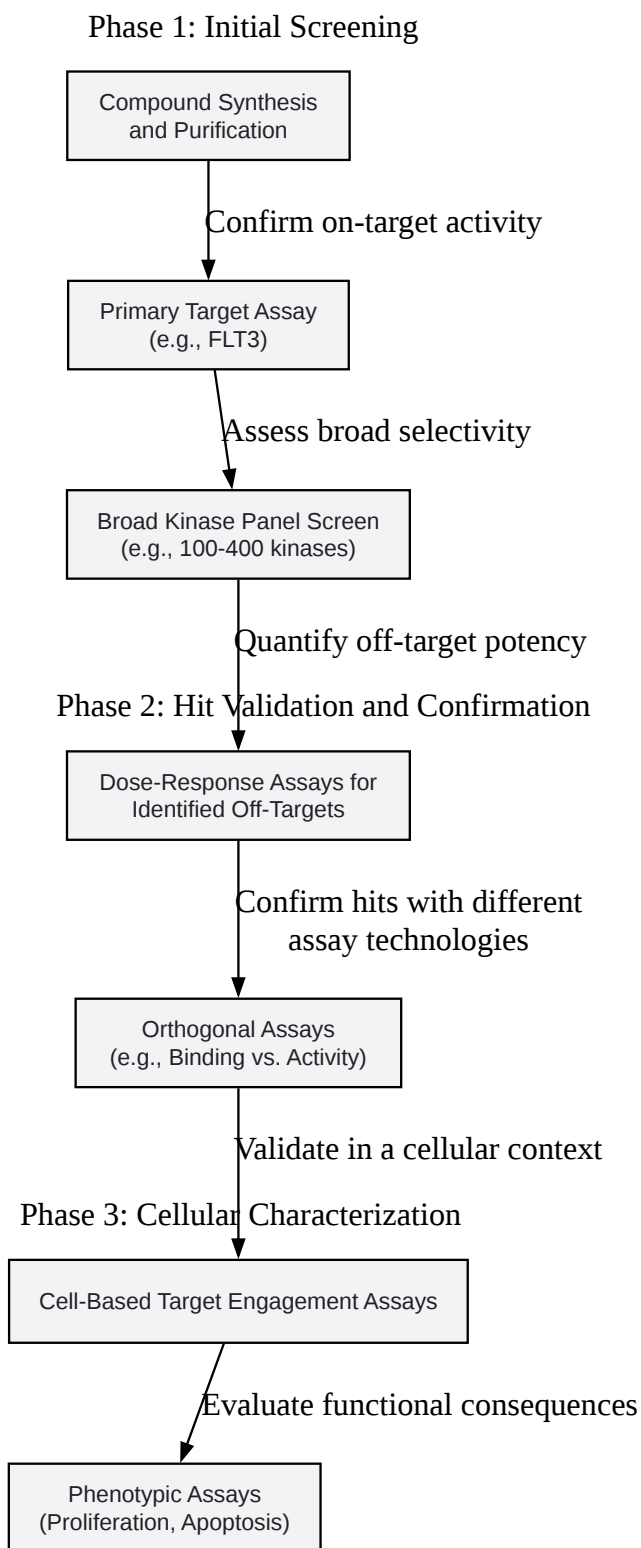 Phase 1: Initial Screening
Compound Synthesis
and Purification
Confirm on-target activity
Primary Target Assay
(e.g., FLT3)
Assess broad selectivity
Broad Kinase Panel Screen
(e.g., 100-400 kinases)
Quantify off-target potency
Phase 2: Hit Validation and Confirmation
Dose-Response Assays for
Identified Off-Targets
Confirm hits with different
assay technologies
Orthogonal Assays
(e.g., Binding vs. Activity)
Validate in a cellular context
Phase 3: Cellular Characterization
Cell-Based Target Engagement Assays
Evaluate functional consequences
Phenotypic Assays
(Proliferation, Apoptosis)